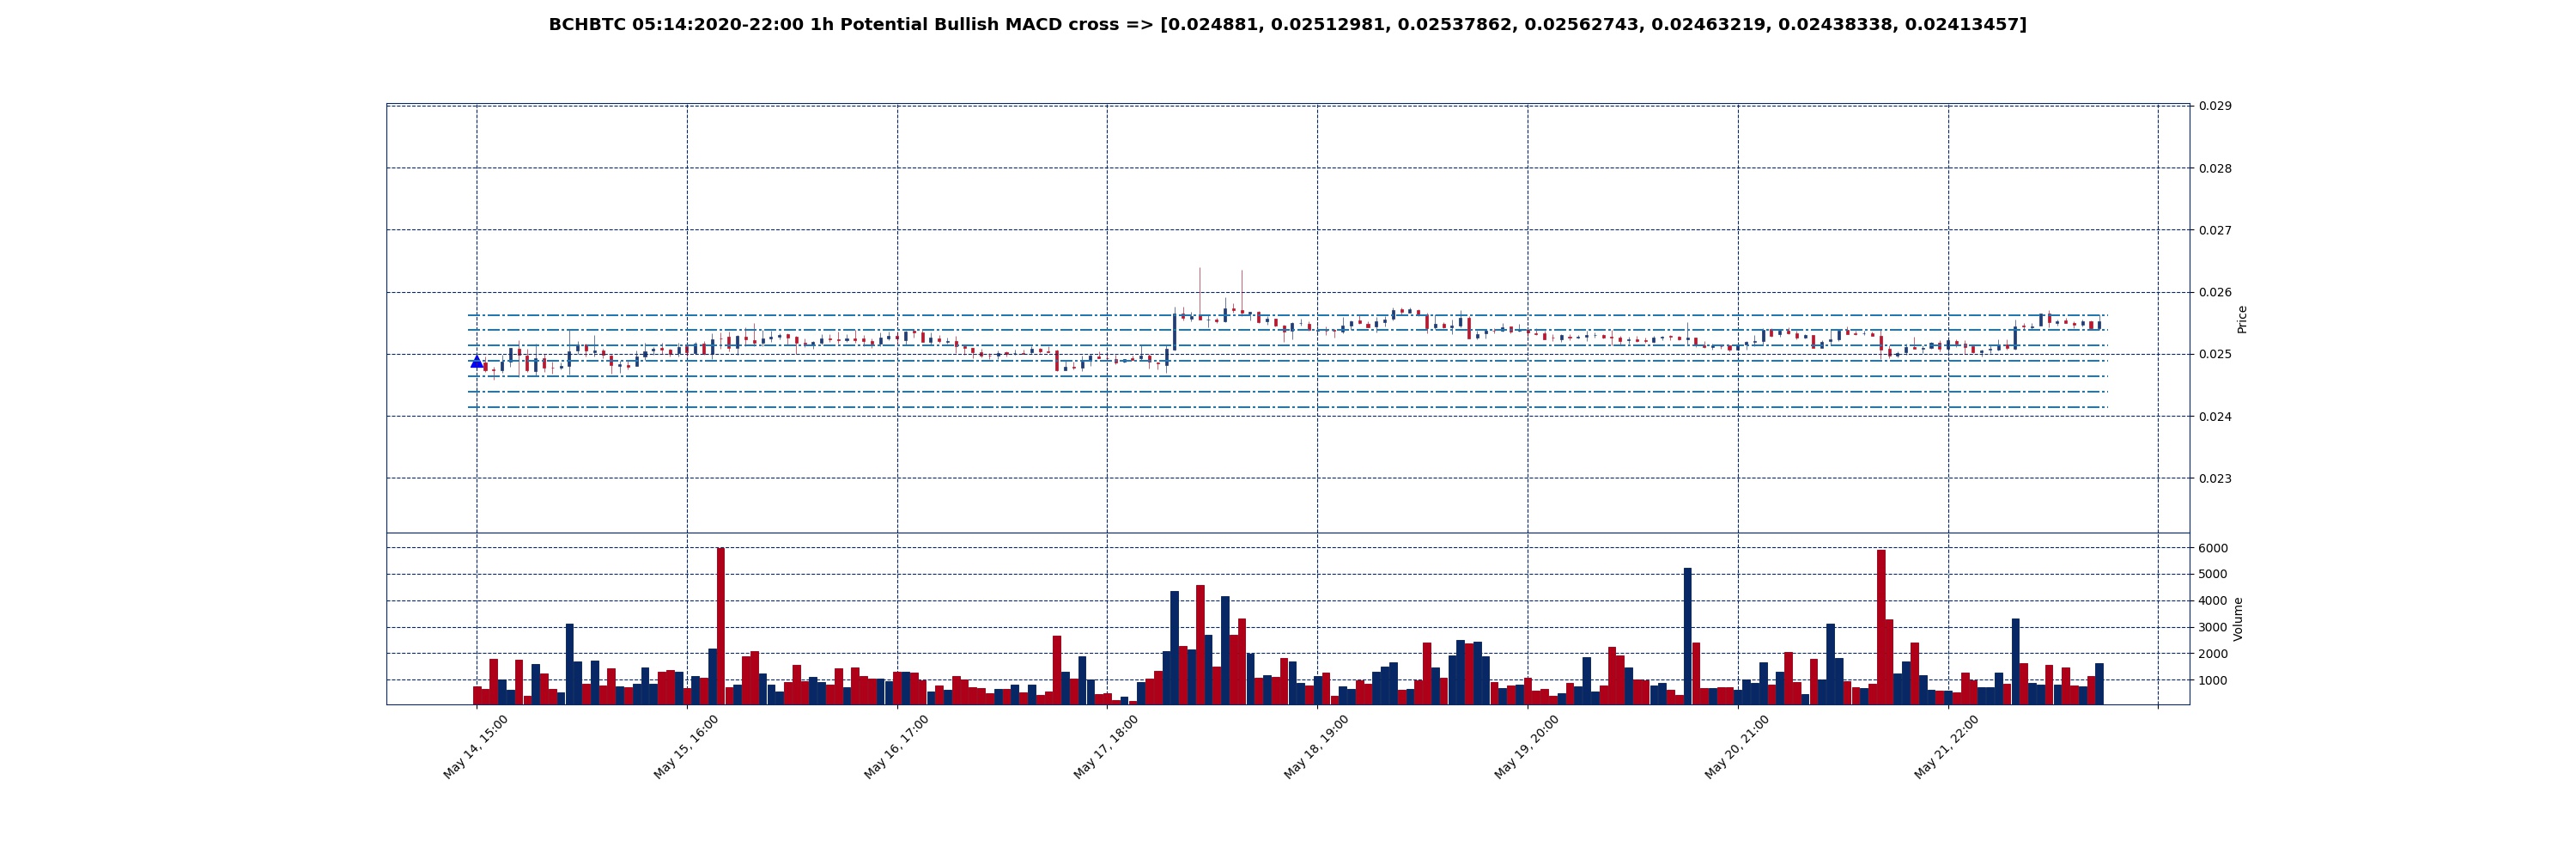 BCHBTC 05:14:2020-22:00 1h Potential Bullish MACD cross => [0.024881, 0.02512981, 0.02537862, 0.02562743, 0.02463219, 0.02438338, 0.02413457]
0.029
0.028
0.027
0.026
0.025
0.024
0.023
Price
6000
5000
4000
3000
2000
1000
Volume
May 14, 15:00
May 15, 16:00
May 16, 17:00
May 17, 18:00
May 18, 19:00
May 19, 20:00
May 20, 21:00
May 21, 22:00